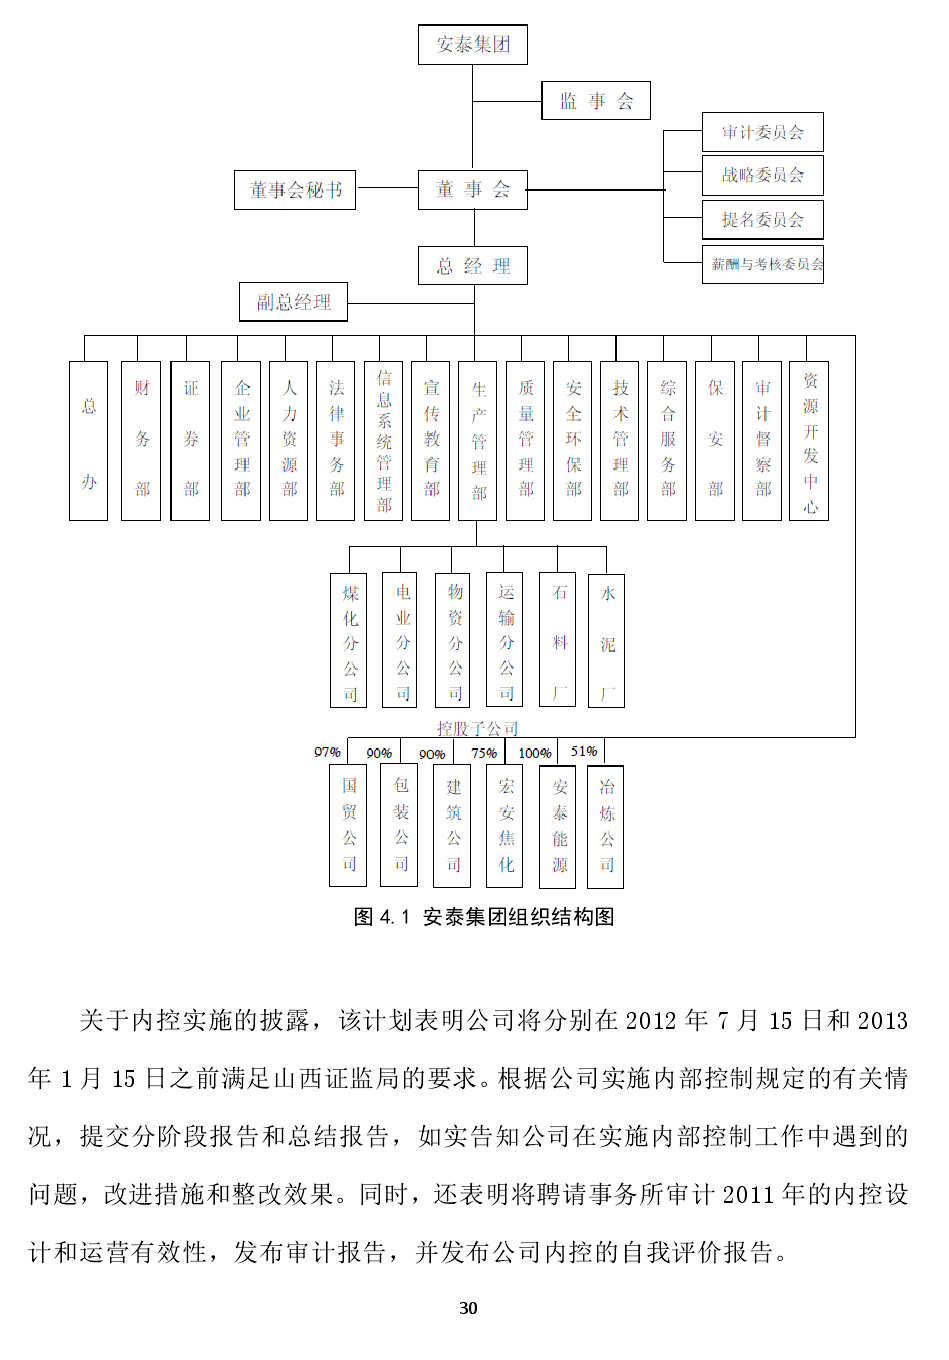 安泰集团
监 事 会
审计委员会
战略委员会
董事会秘书
董 事 会
提名委员会
总 经 理
薪酬与考核委员会
副总经理
总办
财务部
证券部
企业管理部
人力资源部
法律事务部
信息系统管理部
宣传教育部
生产管理部
质量管理部
安全环保部
技术管理部
综合服务部
保安部
审计督察部
资源开发中心
煤化分公司
电业分公司
物资分公司
运输分公司
石料厂
水泥厂
控股子公司
97%
90%
90%
75%
100%
51%
国贸公司
包装公司
建筑公司
宏安焦化
安泰能源
冶炼公司
图 4.1 安泰集团组织结构图
关于内控实施的披露，该计划表明公司将分别在 2012 年 7 月 15 日和 2013
年 1 月 15 日之前满足山西证监局的要求。根据公司实施内部控制规定的有关情
况，提交分阶段报告和总结报告，如实告知公司在实施内部控制工作中遇到的
问题，改进措施和整改效果。同时，还表明将聘请事务所审计 2011 年的内控设
计和运营有效性，发布审计报告，并发布公司内控的自我评价报告。
30